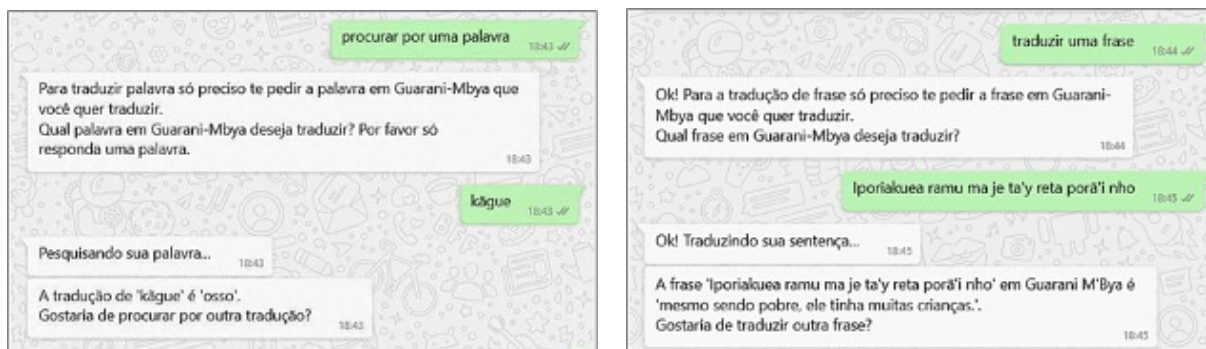 procurar por uma palavra
18:43
Para traduzir palavra só preciso te pedir a palavra em Guarani-Mbya que
você quer traduzir.
Qual palavra em Guarani-Mbya deseja traduzir? Por favor só
responda uma palavra.
18:43
kãgue
18:43
Pesquisando sua palavra...
18:43
A tradução de 'kãgue' é 'osso'.
Gostaria de procurar por outra tradução?
18:43
traduzir uma frase
18:44
Ok! Para a tradução de frase só preciso te pedir a frase em Guarani-
Mbya que você quer traduzir.
Qual frase em Guarani-Mbya deseja traduzir?
18:44
Iporiakuea ramu ma je ta'y reta porã'i nho
18:45
Ok! Traduzindo sua sentença...
18:45
A frase 'Iporiakuea ramu ma je ta'y reta porã'i nho' em Guarani M'Bya é
'mesmo sendo pobre, ele tinha muitas crianças.'.
Gostaria de traduzir outra frase?
18:45